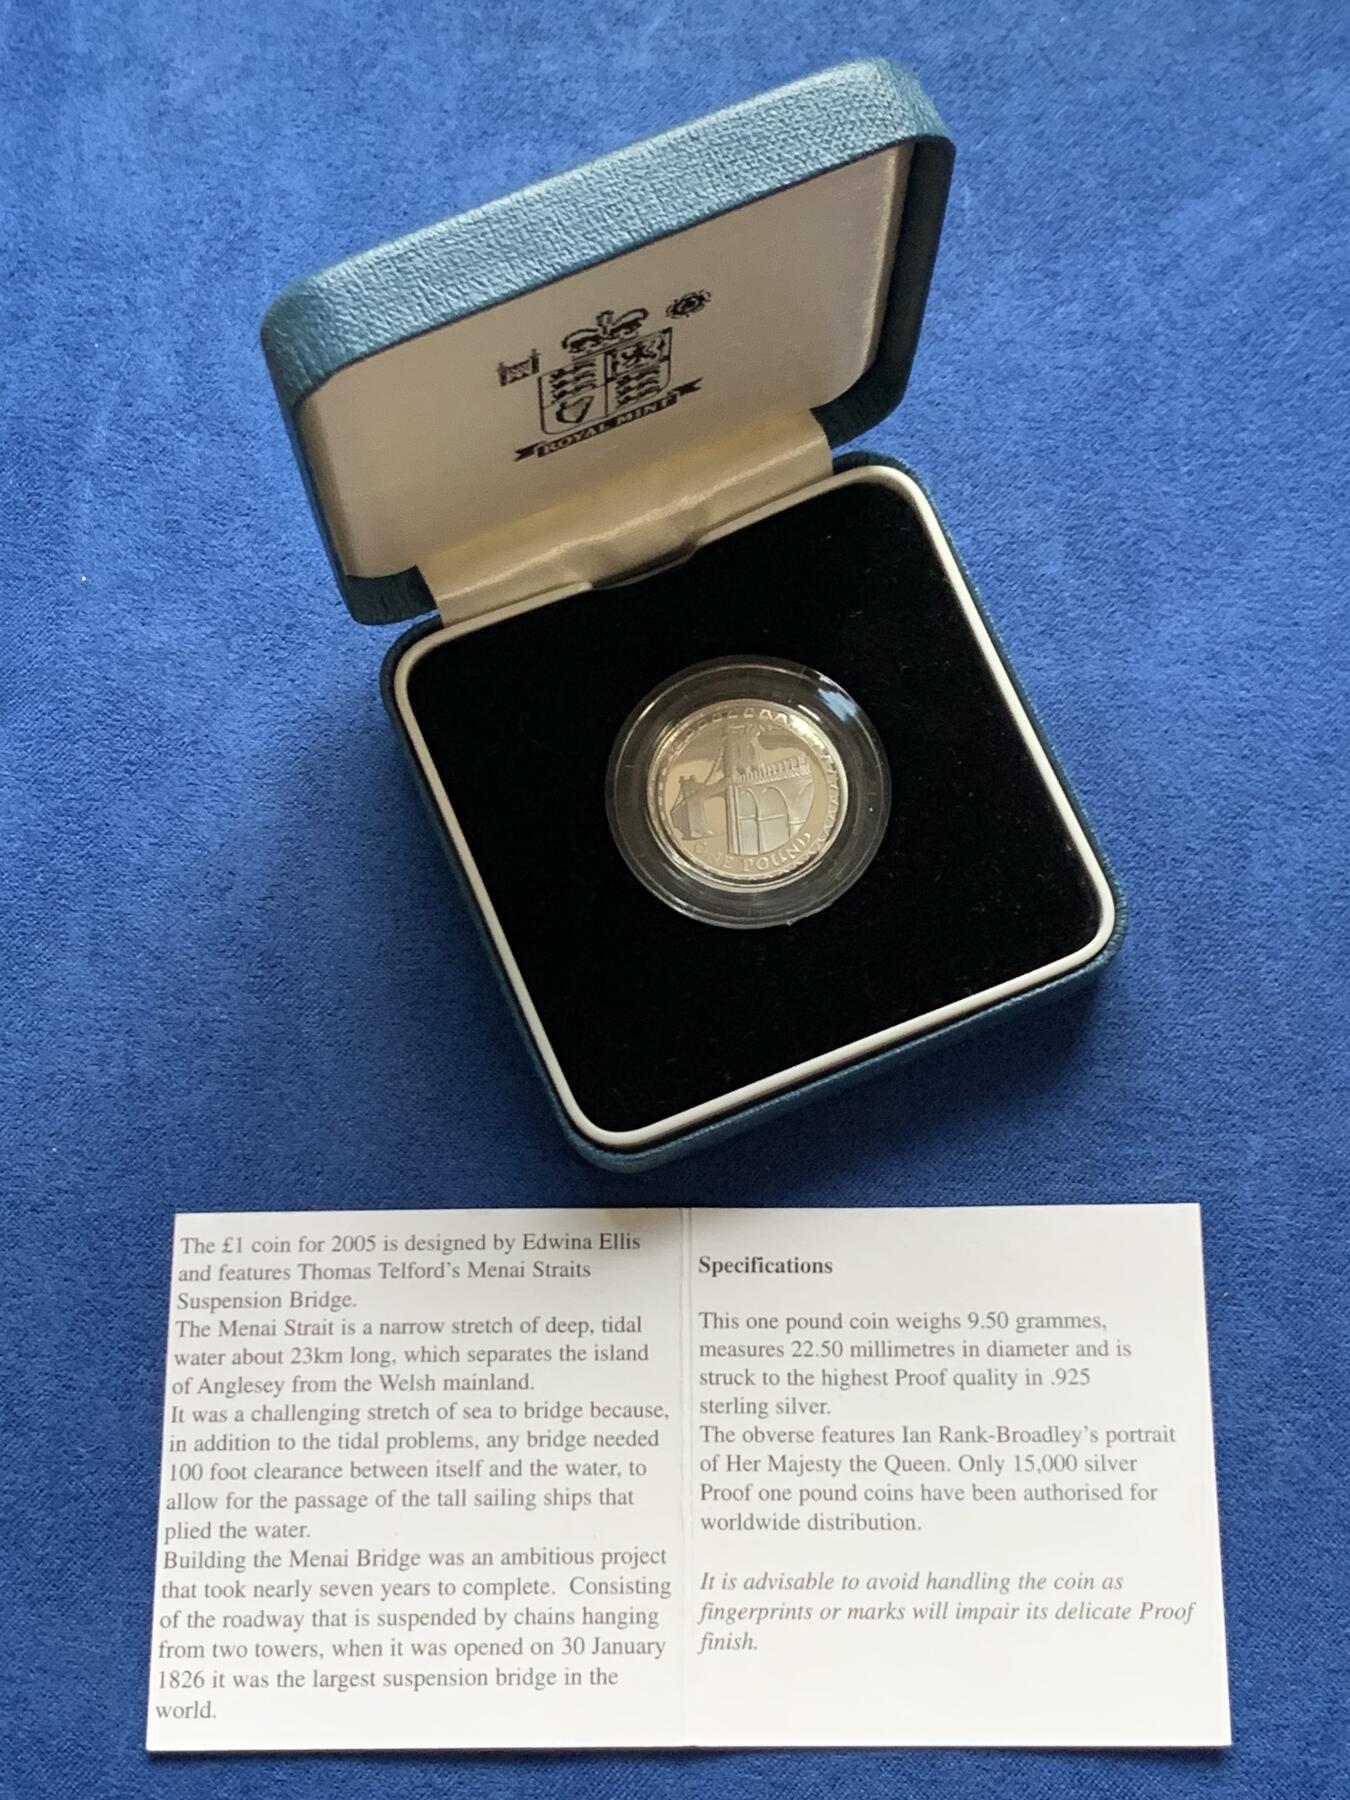 ROYAL MINT
ONE POUND
The £1 coin for 2005 is designed by Edwina Ellis
and features Thomas Telford's Menai Straits
Suspension Bridge.
The Menai Strait is a narrow stretch of deep, tidal
water about 23km long, which separates the island
of Anglesey from the Welsh mainland.
It was a challenging stretch of sea to bridge because,
in addition to the tidal problems, any bridge needed
100 foot clearance between itself and the water, to
allow for the passage of the tall sailing ships that
plied the water.
Building the Menai Bridge was an ambitious project
that took nearly seven years to complete. Consisting
of the roadway that is suspended by chains hanging
from two towers, when it was opened on 30 January
1826 it was the largest suspension bridge in the
world.
Specifications
This one pound coin weighs 9.50 grammes,
measures 22.50 millimetres in diameter and is
struck to the highest Proof quality in .925
sterling silver.
The obverse features Ian Rank-Broadley's portrait
of Her Majesty the Queen. Only 15,000 silver
Proof one pound coins have been authorised for
worldwide distribution.
It is advisable to avoid handling the coin as
fingerprints or marks will impair its delicate Proof
finish.